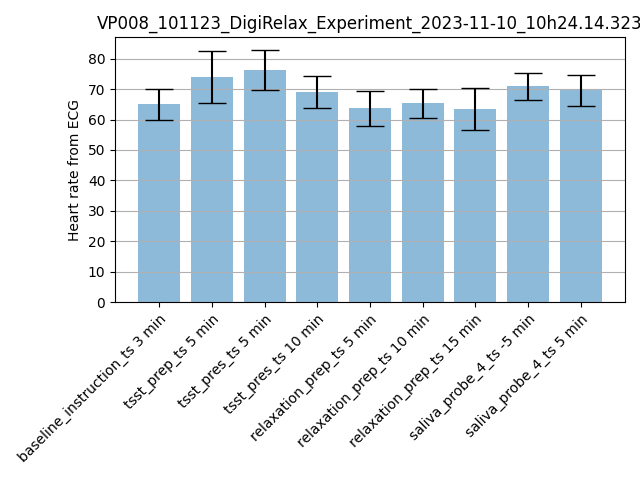 VP008_101123_DigiRelax_Experiment_2023-11-10_10h24.14.323
Heart rate from ECG
80
70
60
50
40
30
20
10
0
baseline_instruction_ts 3 min
tsst_prep_ts 5 min
tsst_pres_ts 5 min
tsst_pres_ts 10 min
relaxation_prep_ts 5 min
relaxation_prep_ts 10 min
relaxation_prep_ts 15 min
saliva_probe_4_ts -5 min
saliva_probe_4_ts 5 min